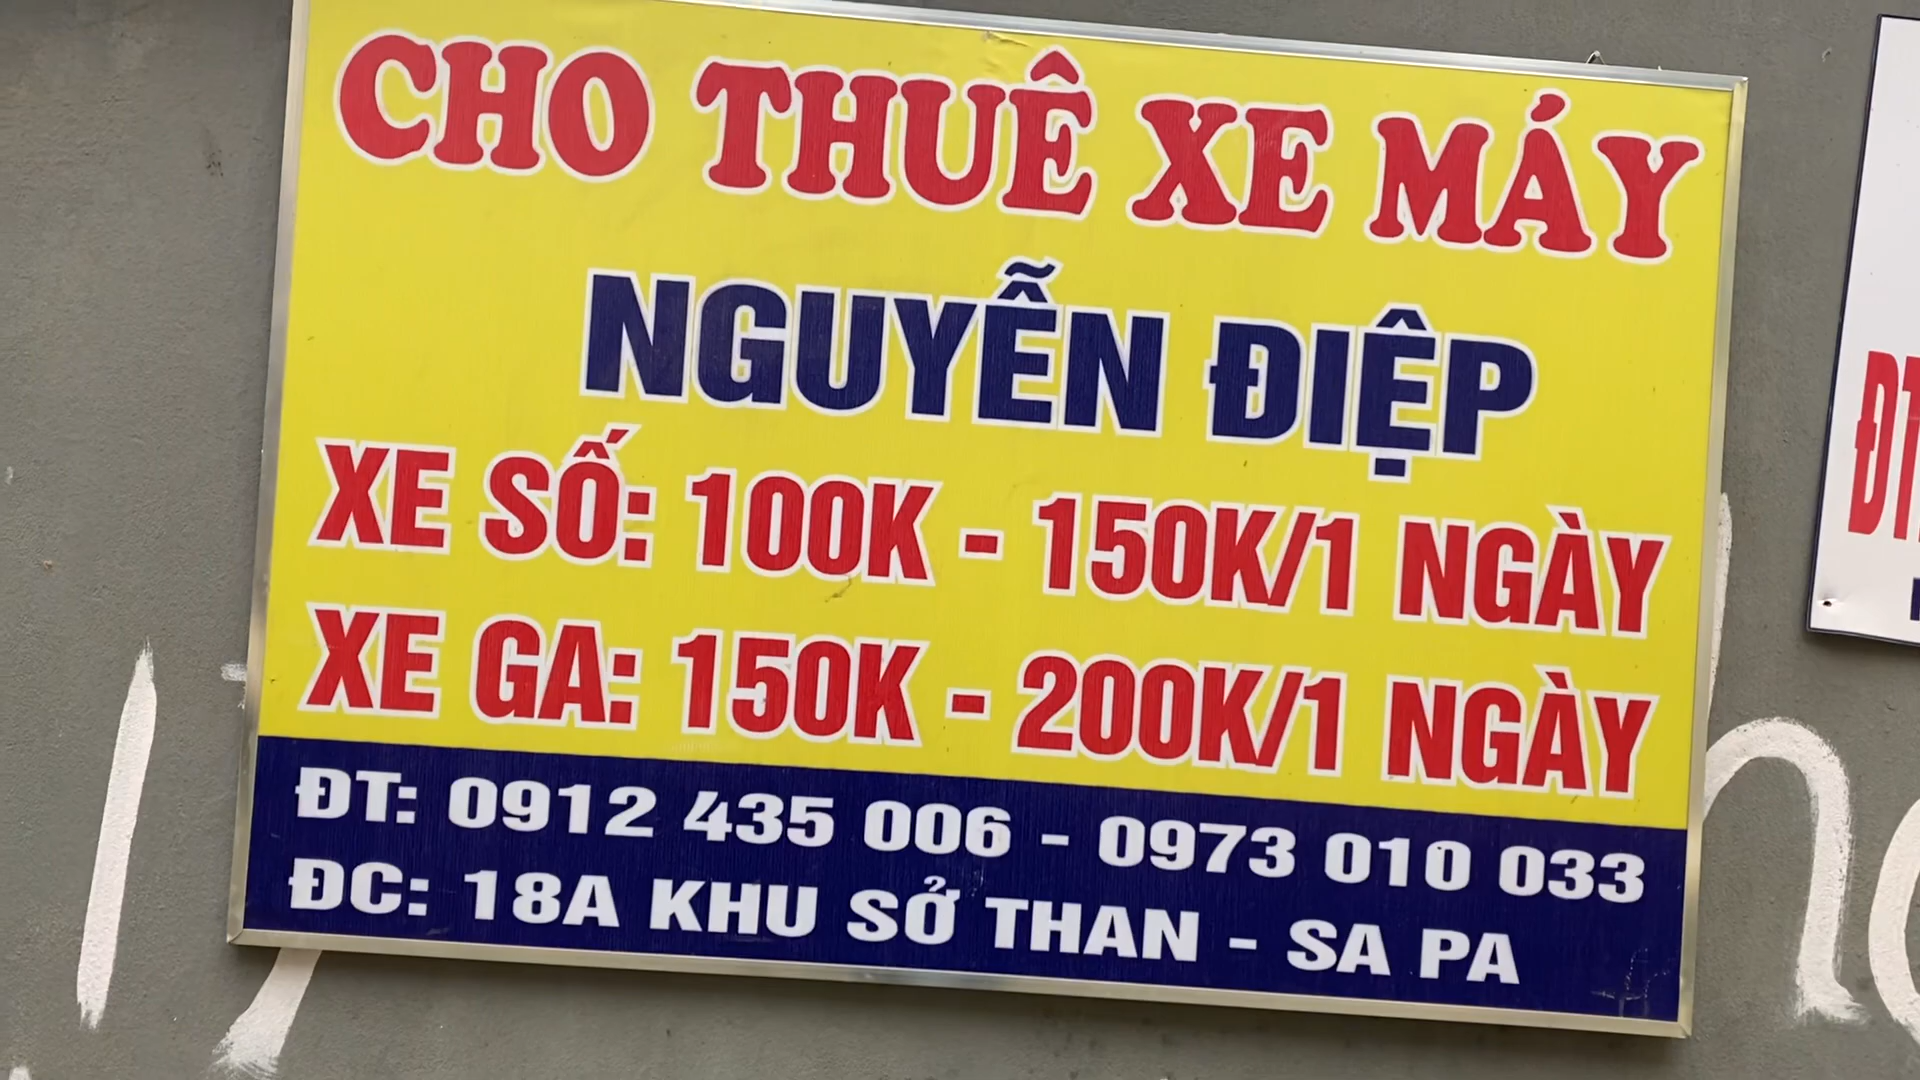 CHO THUÊ XE MÁY
NGUYỄN ĐIỆP
XE SỐ: 100K - 150K/1 NGÀY
XE GA: 150K - 200K/1 NGÀY
ĐT: 0912 435 006 - 0973 010 033
ĐC: 18A KHU SỞ THAN - SA PA